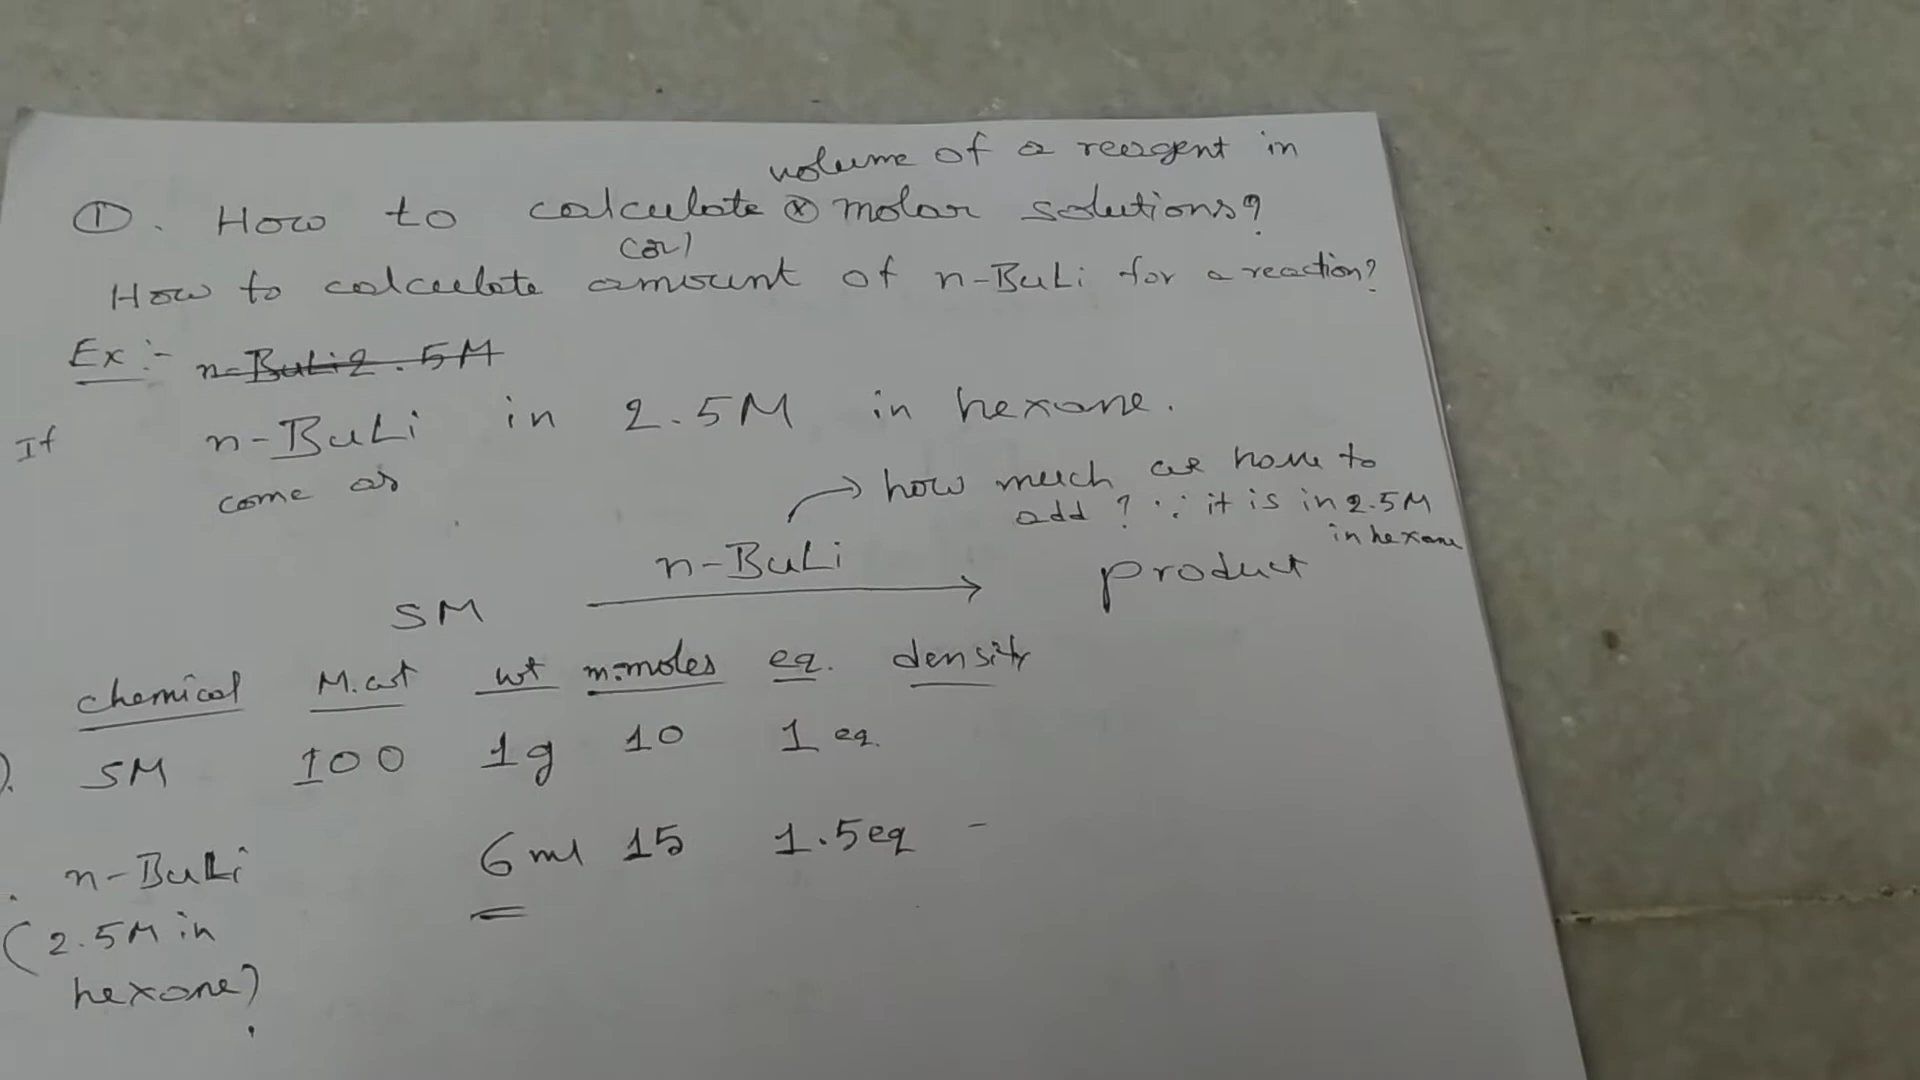 volume of a reagent in
①. How to calculate ⊗ molar solutions?
(or)
How to calculate amount of n-BuLi for a reaction?
Ex:- n-BuLi 2.5M
If n-BuLi in 2.5M in hexane.
come as
→ how much we have to
add? ∵ it is in 2.5M
in hexane
SM n-BuLi → product
chemical M.wt wt m.moles eq. density
SM 100 1g 10 1 eq.
n-BuLi 6 ml 15 1.5eq -
(2.5M in
hexane)